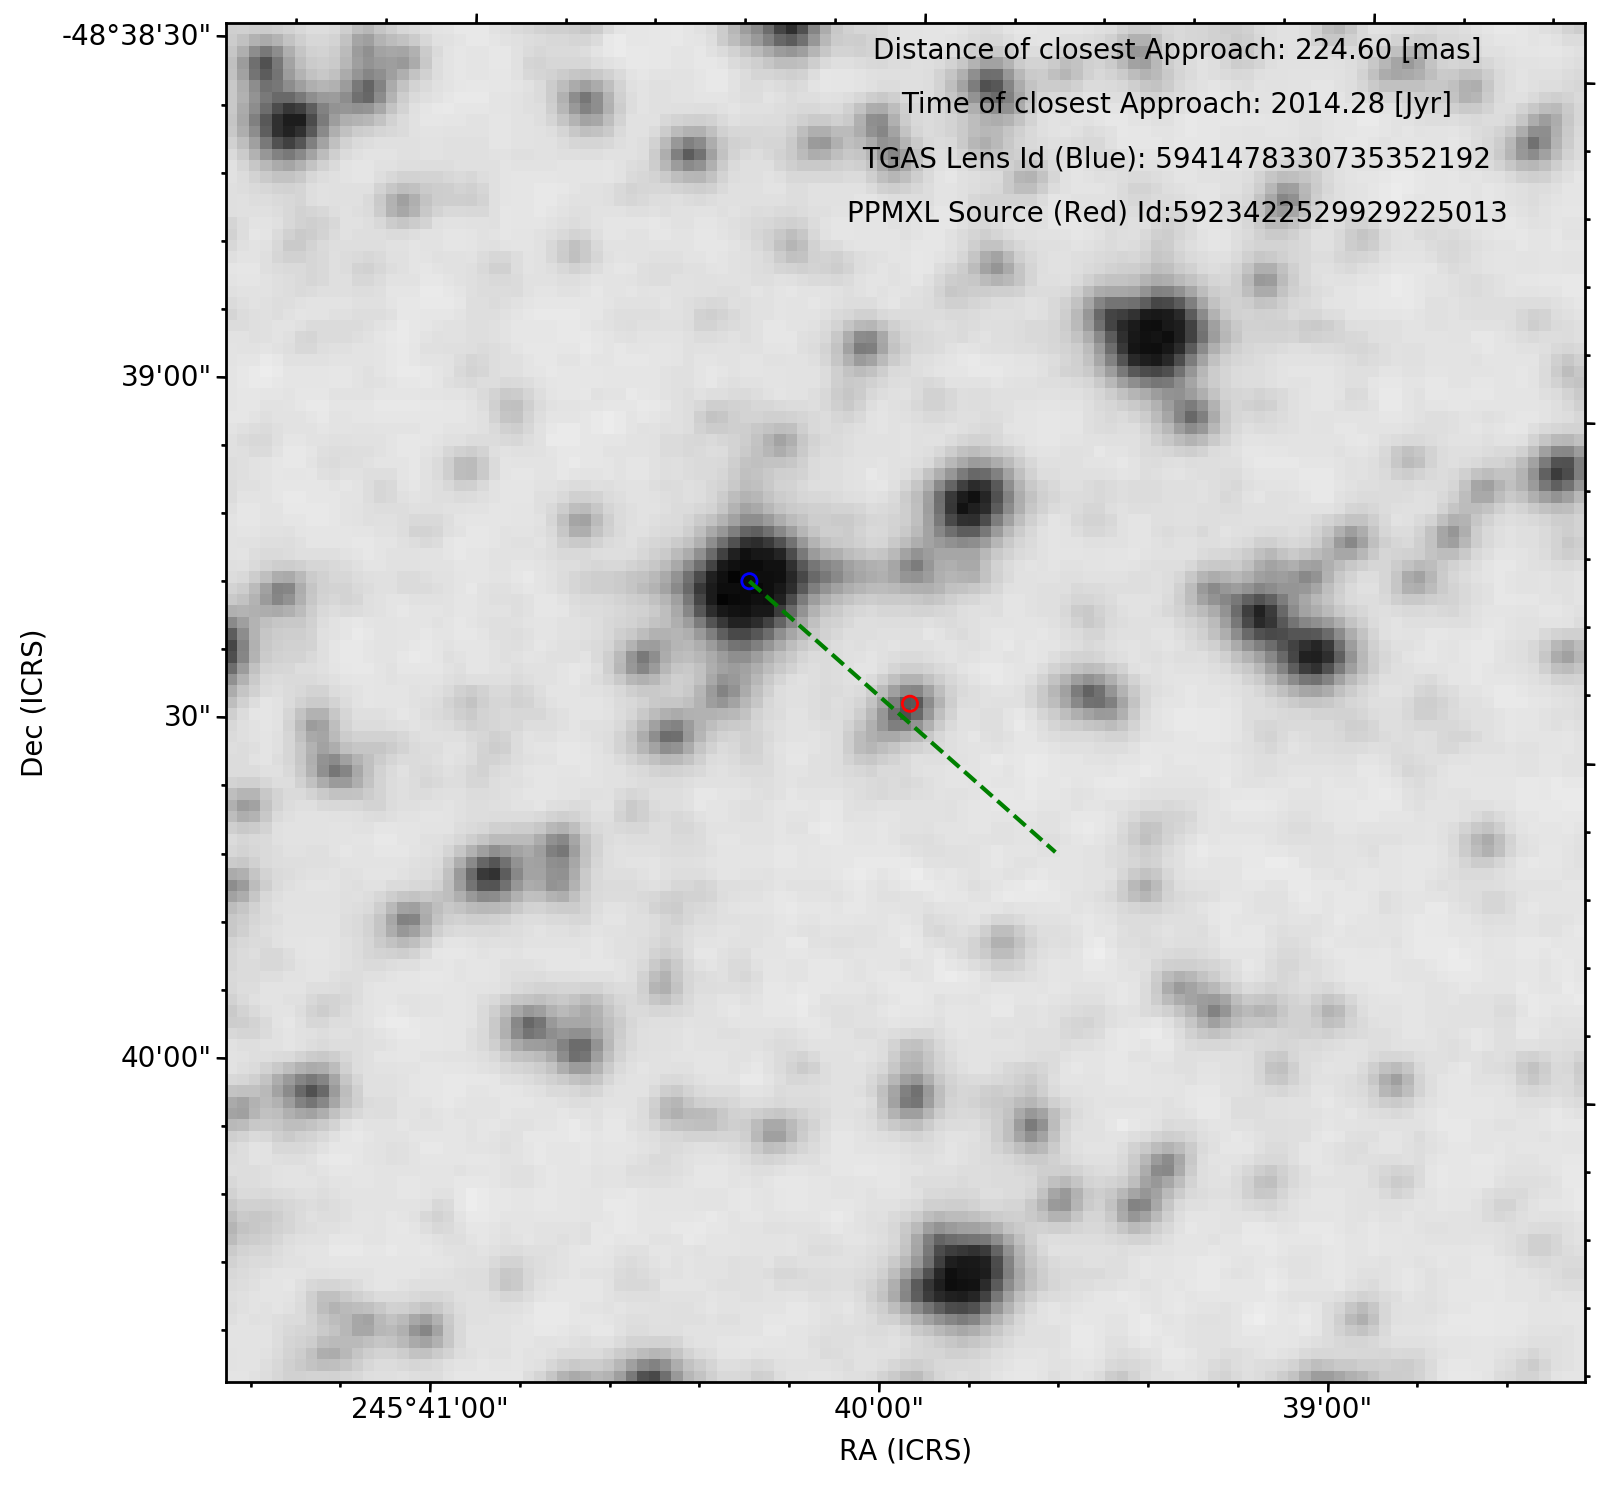 Distance of closest Approach: 224.60 [mas]
Time of closest Approach: 2014.28 [Jyr]
TGAS Lens Id (Blue): 5941478330735352192
PPMXL Source (Red) Id:5923422529929225013
-48°38'30"
39'00"
30"
40'00"
Dec (ICRS)
245°41'00"
40'00"
39'00"
RA (ICRS)